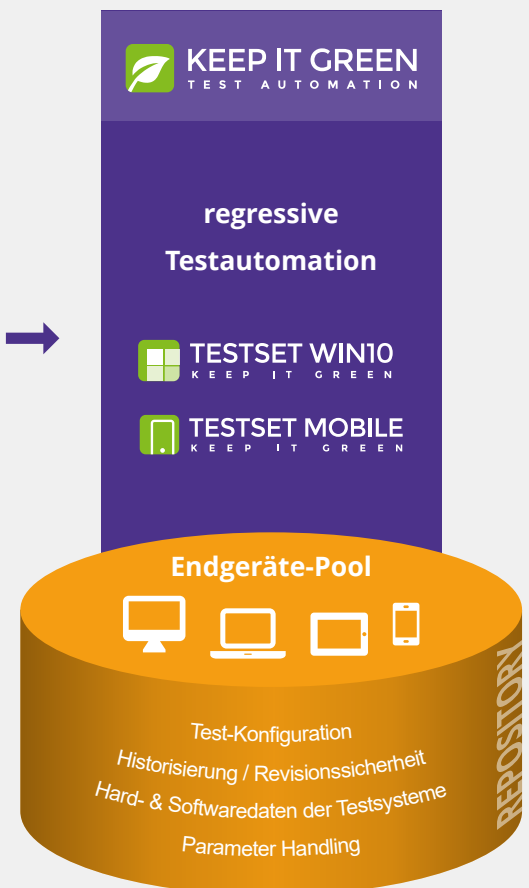 KEEP IT GREEN
TEST AUTOMATION
regressive
Testautomation
TESTSET WIN10
KEEP IT GREEN
TESTSET MOBILE
KEEP IT GREEN
Endgeräte-Pool
Test-Konfiguration
Historisierung / Revisionssicherheit
Hard- & Softwaredaten der Testsysteme
Parameter Handling
REPOSITORY